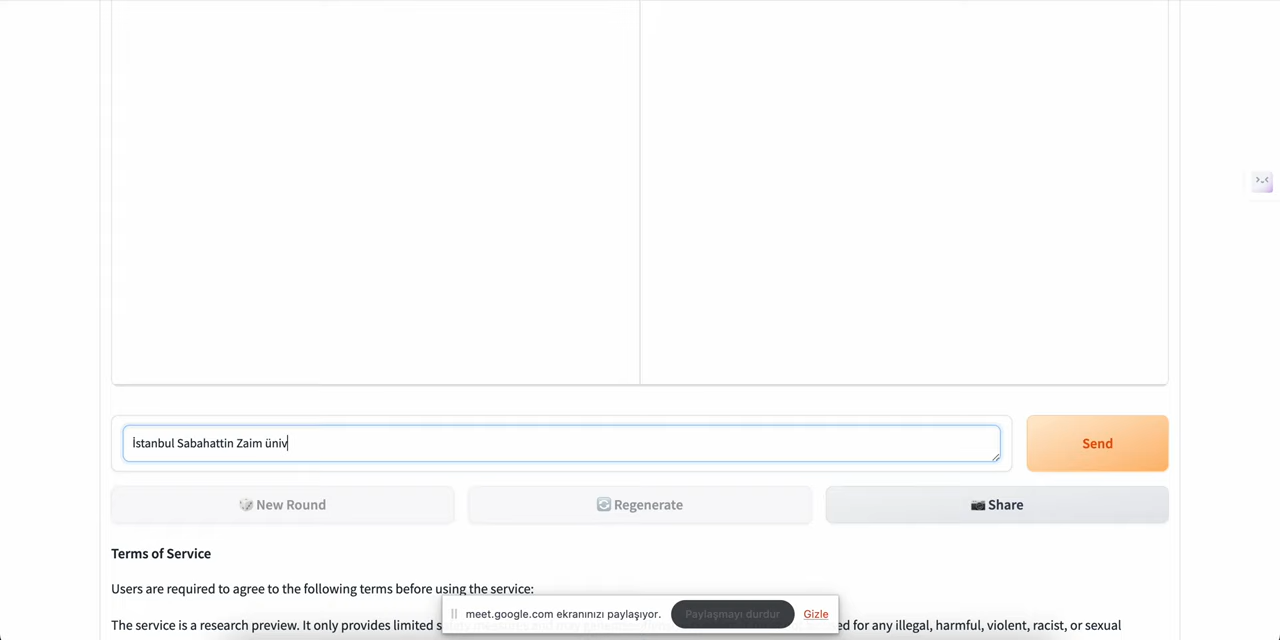 İstanbul Sabahattin Zaim üniv
Send
New Round
Regenerate
Share
Terms of Service
Users are required to agree to the following terms before using the service:
meet.google.com ekranınızı paylaşıyor.
Paylaşmayı durdur
Gizle
The service is a research preview. It only provides limited s
d for any illegal, harmful, violent, racist, or sexual